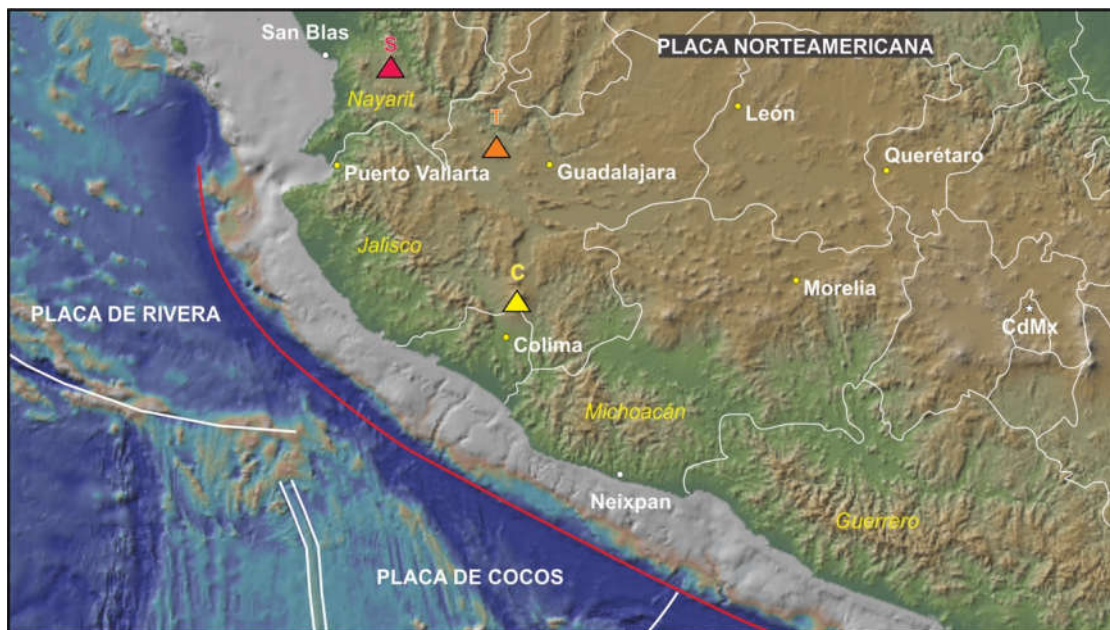 San Blas
S
PLACA NORTEAMERICANA
Nayarit
T
León
Querétaro
Puerto Vallarta
Guadalajara
Jalisco
C
Morelia
PLACA DE RIVERA
CdMx
Colima
Michoacán
Neixpan
Guerrero
PLACA DE COCOS